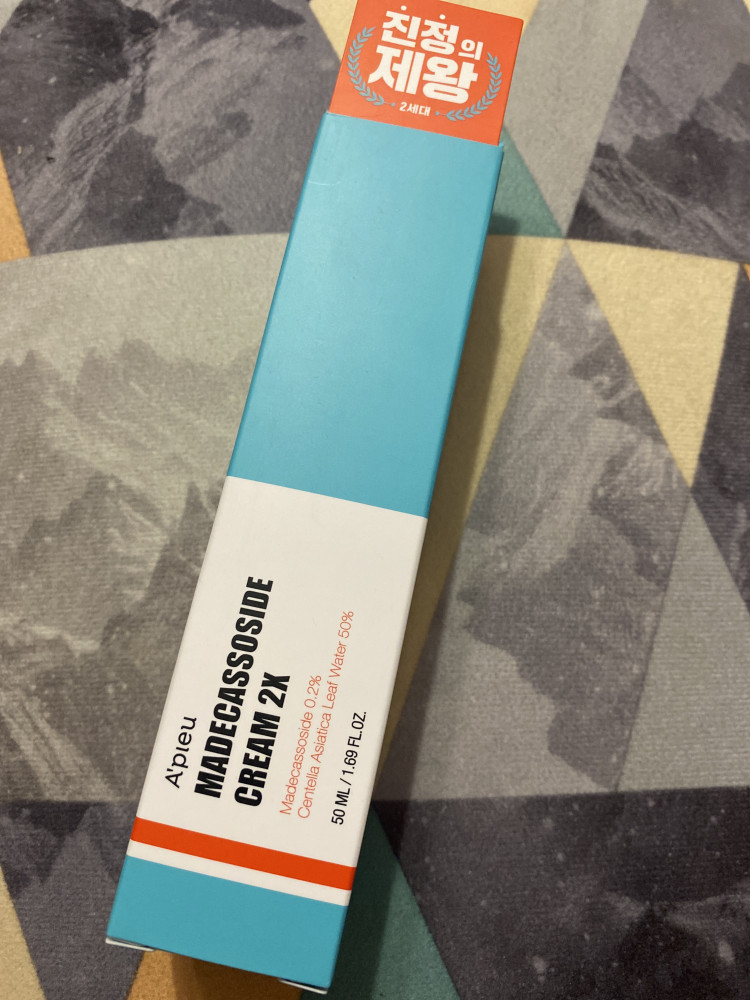 진정의
제왕
2세대
A'pieu
MADECASSOSIDE
CREAM 2X
Madecassoside 0.2%
Centella Asiatica Leaf Water 50%
50 ML / 1.69 FL.OZ.